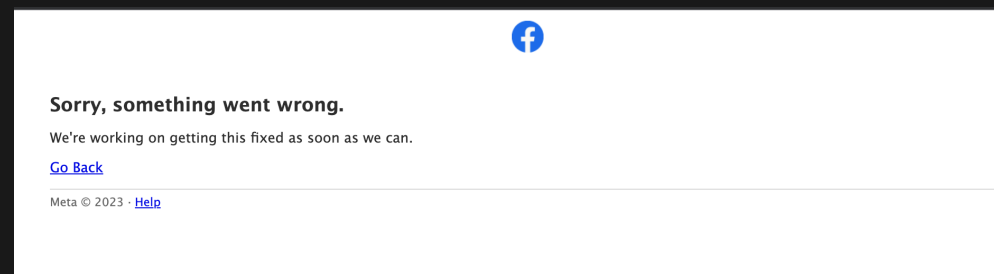 Sorry, something went wrong.
We're working on getting this fixed as soon as we can.
Go Back
Meta © 2023 · Help